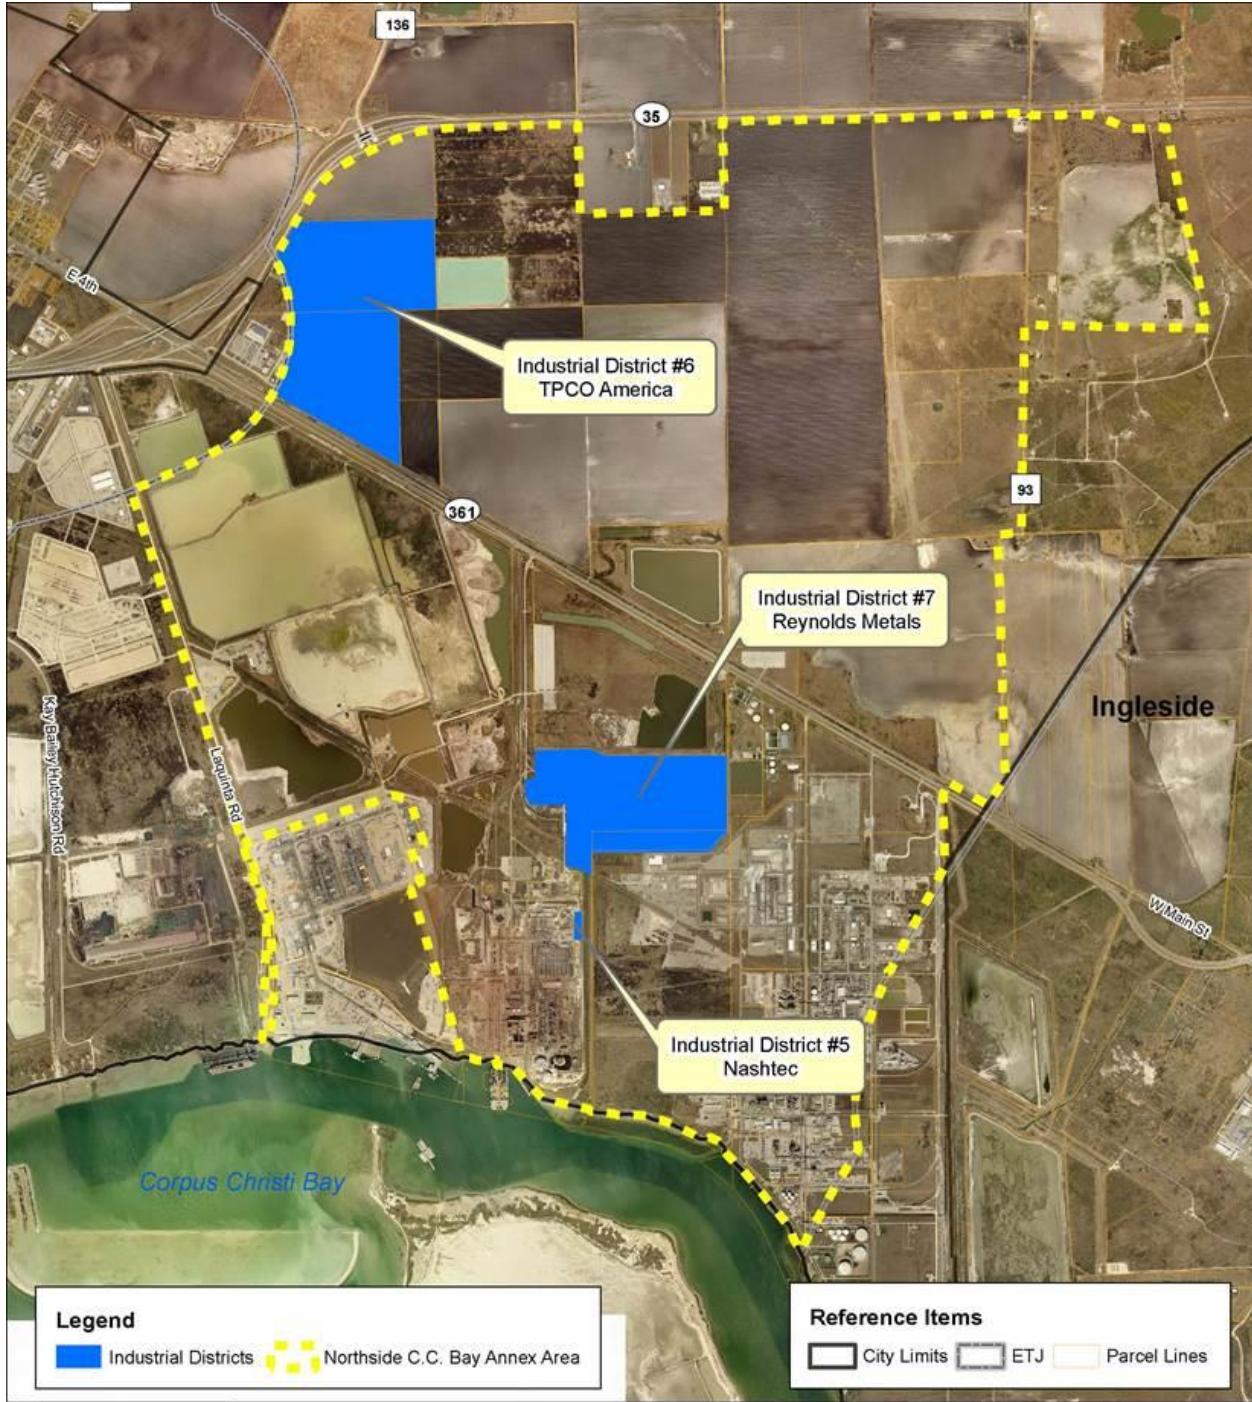 136
35
E 4th
Industrial District #6
TPCO America
361
93
Industrial District #7
Reynolds Metals
Ingleside
Kay Bailey Hutchison Rd
Laquinta Rd
W Main St
Industrial District #5
Nashtec
Corpus Christi Bay
Legend
Industrial Districts
Northside C.C. Bay Annex Area
Reference Items
City Limits
ETJ
Parcel Lines